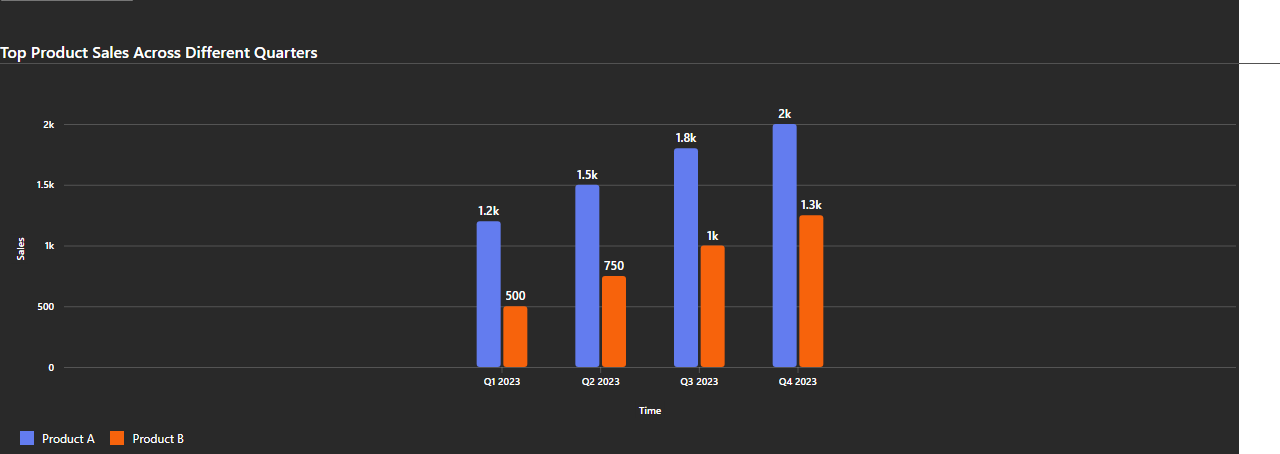 Top Product Sales Across Different Quarters
2k
1.5k
1k
500
0
Sales
1.2k
500
1.5k
750
1.8k
1k
2k
1.3k
Q1 2023
Q2 2023
Q3 2023
Q4 2023
Time
Product A
Product B